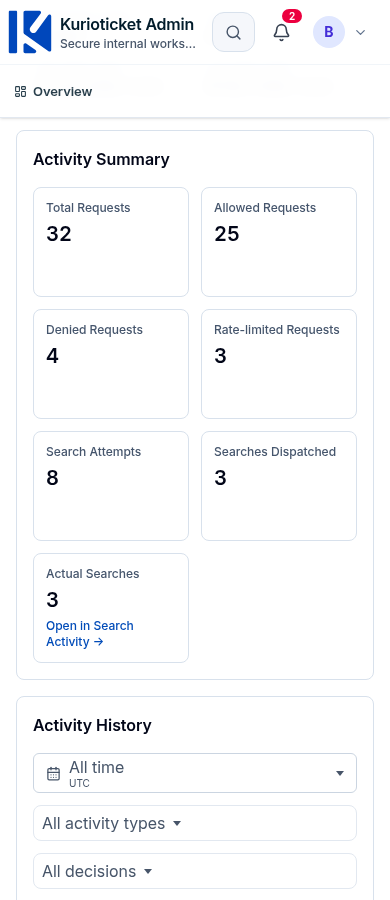 Kurioticket Admin
Secure internal works...
2
B
Overview
Activity Summary
Total Requests
32
Allowed Requests
25
Denied Requests
4
Rate-limited Requests
3
Search Attempts
8
Searches Dispatched
3
Actual Searches
3
Open in Search
Activity →
Activity History
All time
UTC
All activity types
All decisions